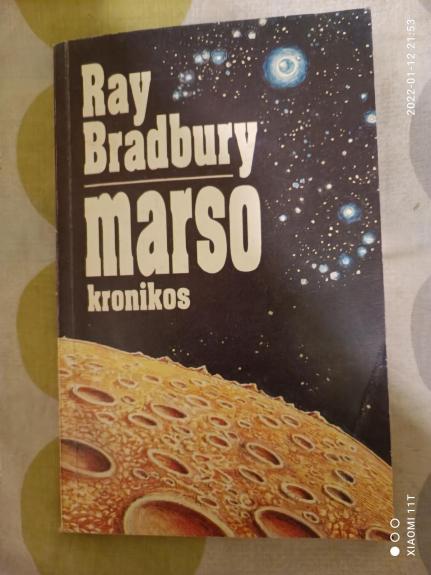 Ray
Bradbury
marso
kronikos
2022-01-12 21:53
XIAOMI 11T